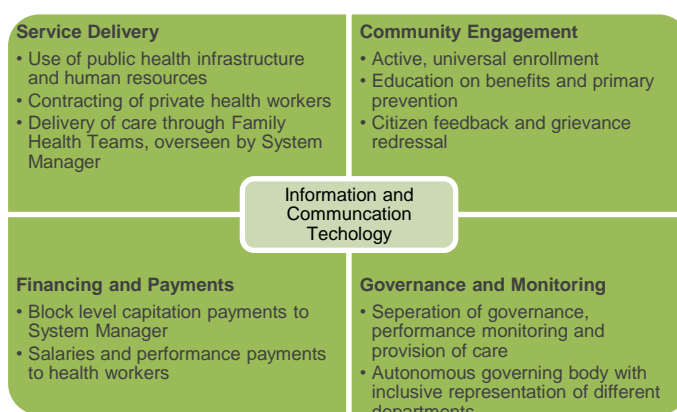 Service Delivery
• Use of public health infrastructure
and human resources
• Contracting of private health workers
• Delivery of care through Family
Health Teams, overseen by System
Manager
Community Engagement
• Active, universal enrollment
• Education on benefits and primary
prevention
• Citizen feedback and grievance
redressal
Information and
Communcation
Techology
Financing and Payments
• Block level capitation payments to
System Manager
• Salaries and performance payments
to health workers
Governance and Monitoring
• Seperation of governance,
performance monitoring and
provision of care
• Autonomous governing body with
inclusive representation of different
departments